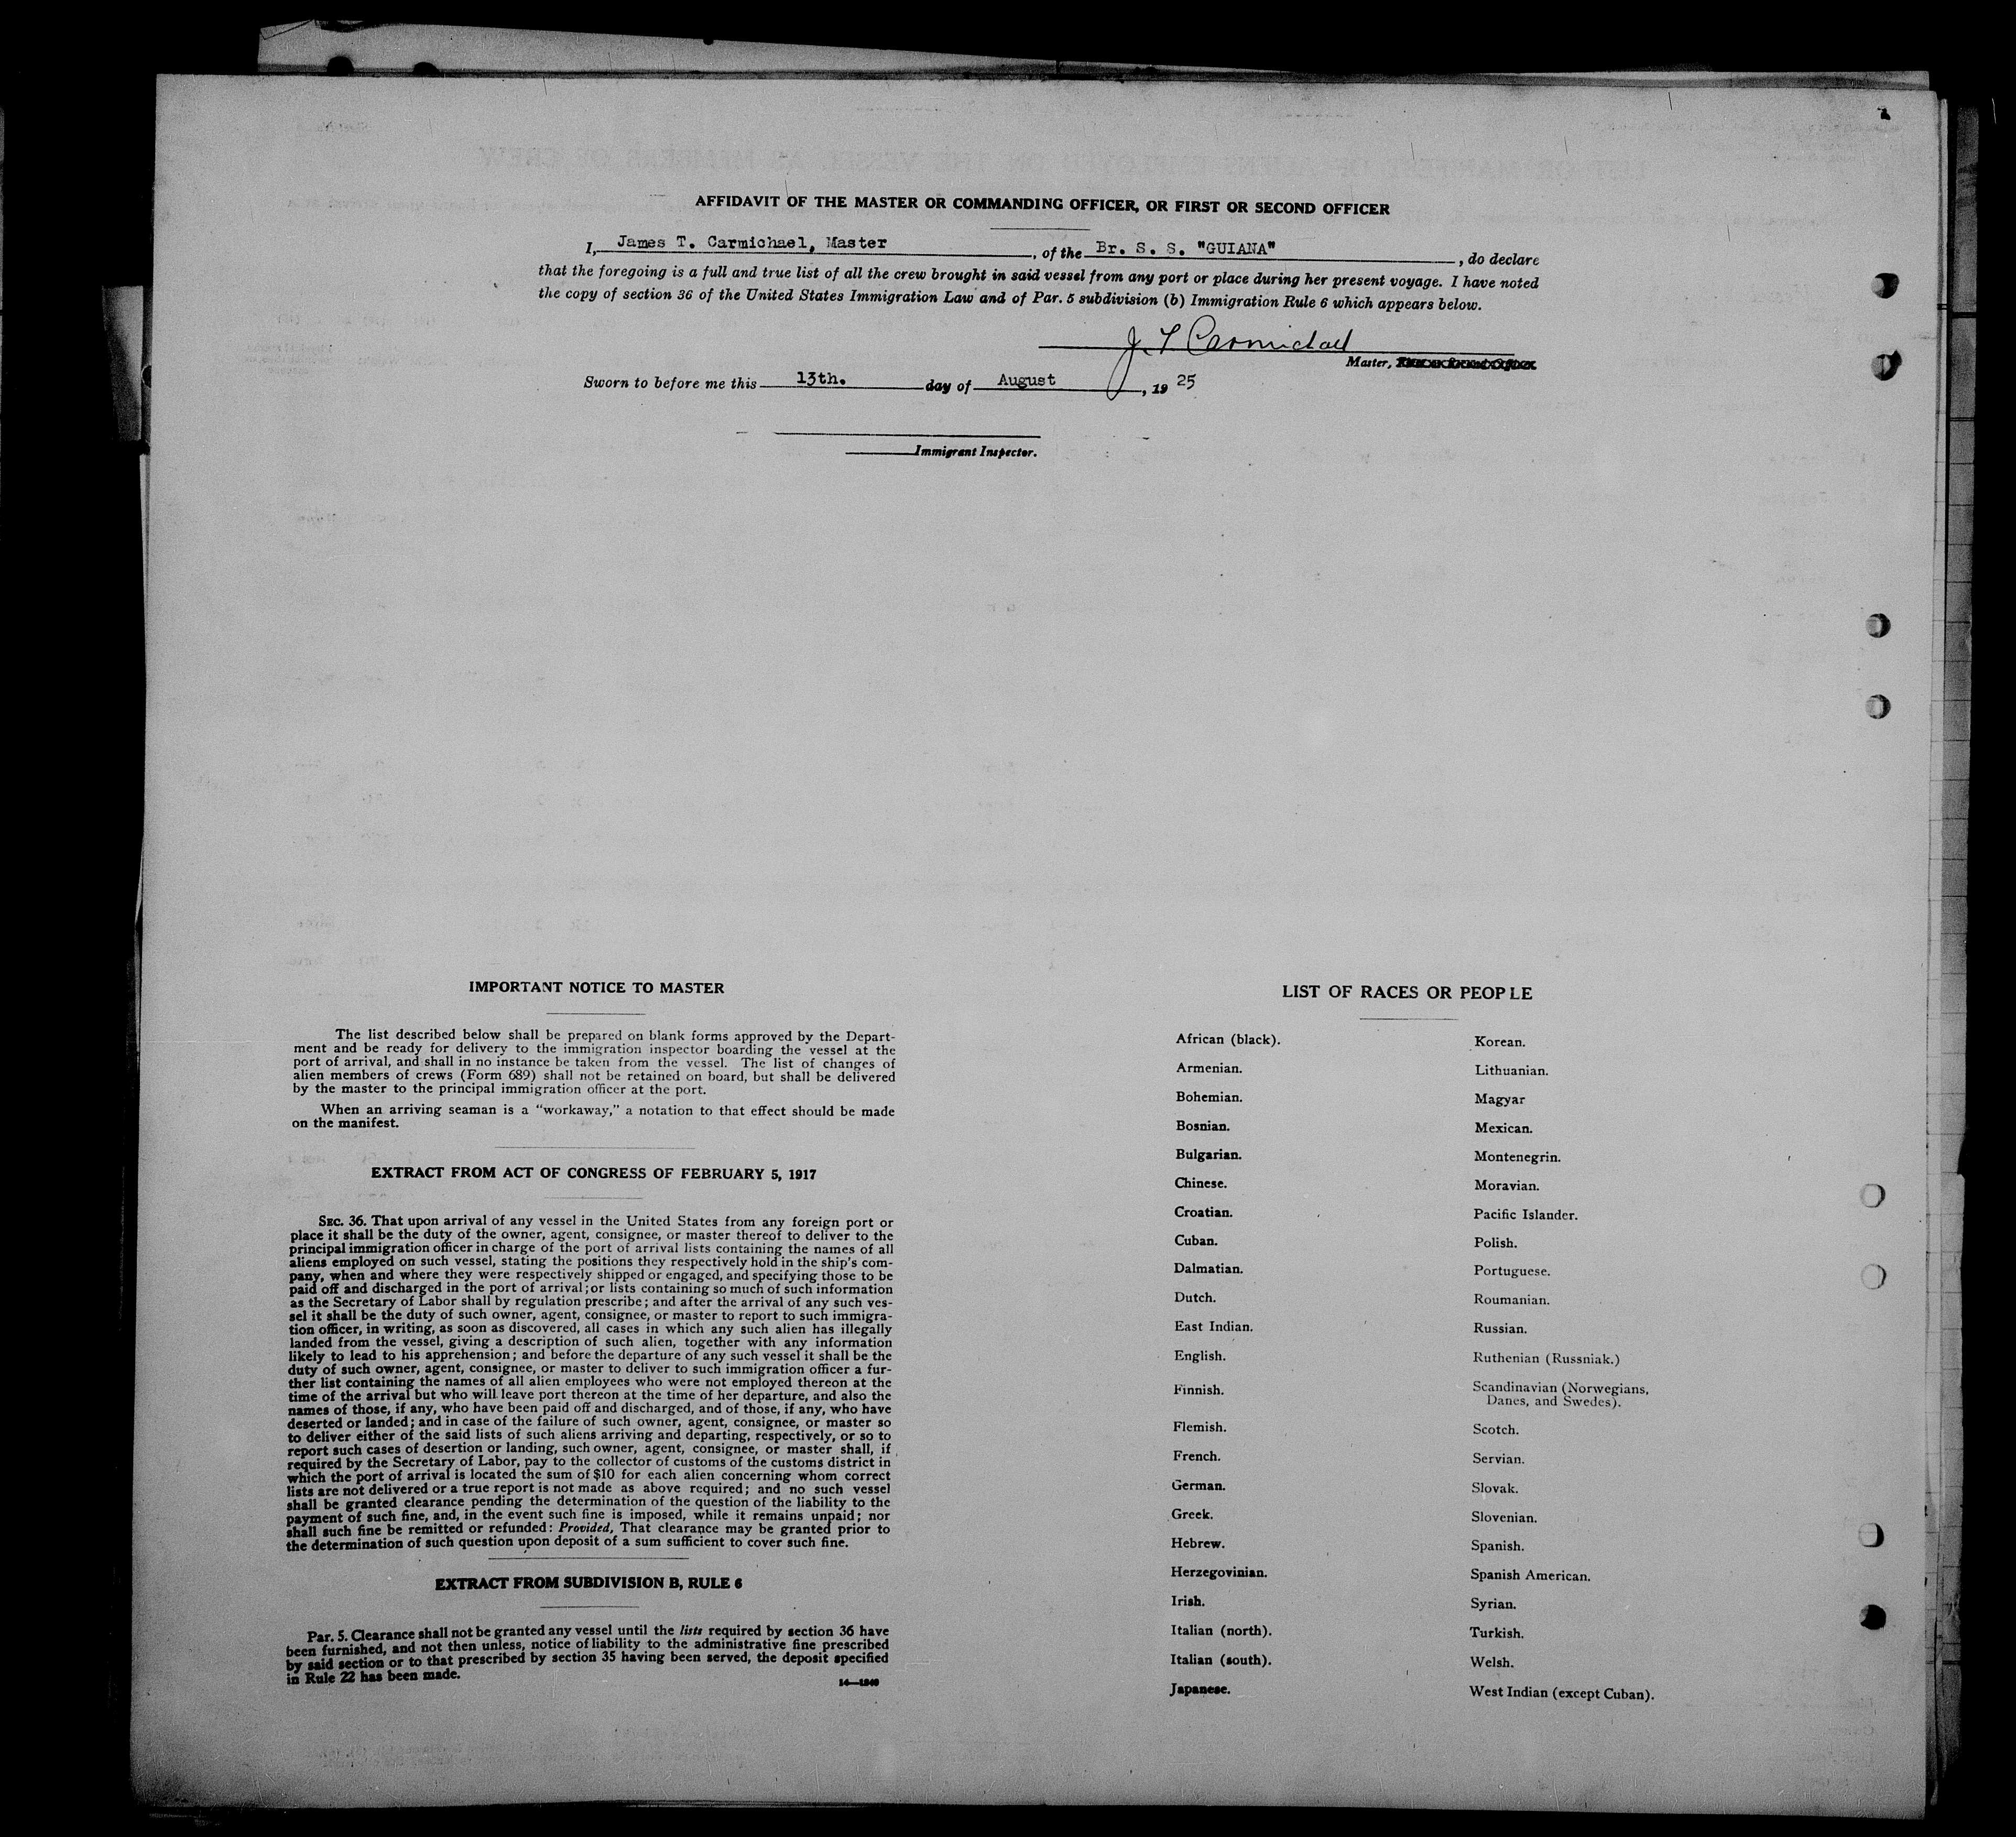 AFFIDAVIT OF THE MASTER OR COMMANDING OFFICER, OR FIRST OR SECOND OFFICER
I, James T. Carmichael, Master, of the Br. S. S. "GUIANA", do declare
that the foregoing is a full and true list of all the crew brought in said vessel from any port or place during her present voyage. I have noted
the copy of section 36 of the United States Immigration Law and of Par. 5 subdivision (b) Immigration Rule 6 which appears below.
J. T. Carmichael
Master,
Sworn to before me this 13th. day of August, 19 25
Immigrant Inspector.
IMPORTANT NOTICE TO MASTER
The list described below shall be prepared on blank forms approved by the Depart-
ment and be ready for delivery to the immigration inspector boarding the vessel at the
port of arrival, and shall in no instance be taken from the vessel. The list of changes of
alien members of crews (Form 689) shall not be retained on board, but shall be delivered
by the master to the principal immigration officer at the port.
When an arriving seaman is a "workaway," a notation to that effect should be made
on the manifest.
EXTRACT FROM ACT OF CONGRESS OF FEBRUARY 5, 1917
SEC. 36. That upon arrival of any vessel in the United States from any foreign port or
place it shall be the duty of the owner, agent, consignee, or master thereof to deliver to the
principal immigration officer in charge of the port of arrival lists containing the names of all
aliens employed on such vessel, stating the positions they respectively hold in the ship's com-
pany, when and where they were respectively shipped or engaged, and specifying those to be
paid off and discharged in the port of arrival; or lists containing so much of such information
as the Secretary of Labor shall by regulation prescribe; and after the arrival of any such ves-
sel it shall be the duty of such owner, agent, consignee, or master to report to such immigra-
tion officer, in writing, as soon as discovered, all cases in which any such alien has illegally
landed from the vessel, giving a description of such alien, together with any information
likely to lead to his apprehension; and before the departure of any such vessel it shall be the
duty of such owner, agent, consignee, or master to deliver to such immigration officer a fur-
ther list containing the names of all alien employees who were not employed thereon at the
time of the arrival but who will leave port thereon at the time of her departure, and also the
names of those, if any, who have been paid off and discharged, and of those, if any, who have
deserted or landed; and in case of the failure of such owner, agent, consignee, or master so
to deliver either of the said lists of such aliens arriving and departing, respectively, or so to
report such cases of desertion or landing, such owner, agent, consignee, or master shall, if
required by the Secretary of Labor, pay to the collector of customs of the customs district in
which the port of arrival is located the sum of $10 for each alien concerning whom correct
lists are not delivered or a true report is not made as above required; and no such vessel
shall be granted clearance pending the determination of the question of the liability to the
payment of such fine, and, in the event such fine is imposed, while it remains unpaid; nor
shall such fine be remitted or refunded: Provided, That clearance may be granted prior to
the determination of such question upon deposit of a sum sufficient to cover such fine.
EXTRACT FROM SUBDIVISION B, RULE 6
Par. 5. Clearance shall not be granted any vessel until the lists required by section 36 have
been furnished, and not then unless, notice of liability to the administrative fine prescribed
by said section or to that prescribed by section 35 having been served, the deposit specified
in Rule 22 has been made.
14—1240
LIST OF RACES OR PEOPLE
African (black).
Armenian.
Bohemian.
Bosnian.
Bulgarian.
Chinese.
Croatian.
Cuban.
Dalmatian.
Dutch.
East Indian.
English.
Finnish.
Flemish.
French.
German.
Greek.
Hebrew.
Herzegovinian.
Irish.
Italian (north).
Italian (south).
Japanese.
Korean.
Lithuanian.
Magyar
Mexican.
Montenegrin.
Moravian.
Pacific Islander.
Polish.
Portuguese.
Roumanian.
Russian.
Ruthenian (Russniak.)
Scandinavian (Norwegians,
Danes, and Swedes).
Scotch.
Servian.
Slovak.
Slovenian.
Spanish.
Spanish American.
Syrian.
Turkish.
Welsh.
West Indian (except Cuban).